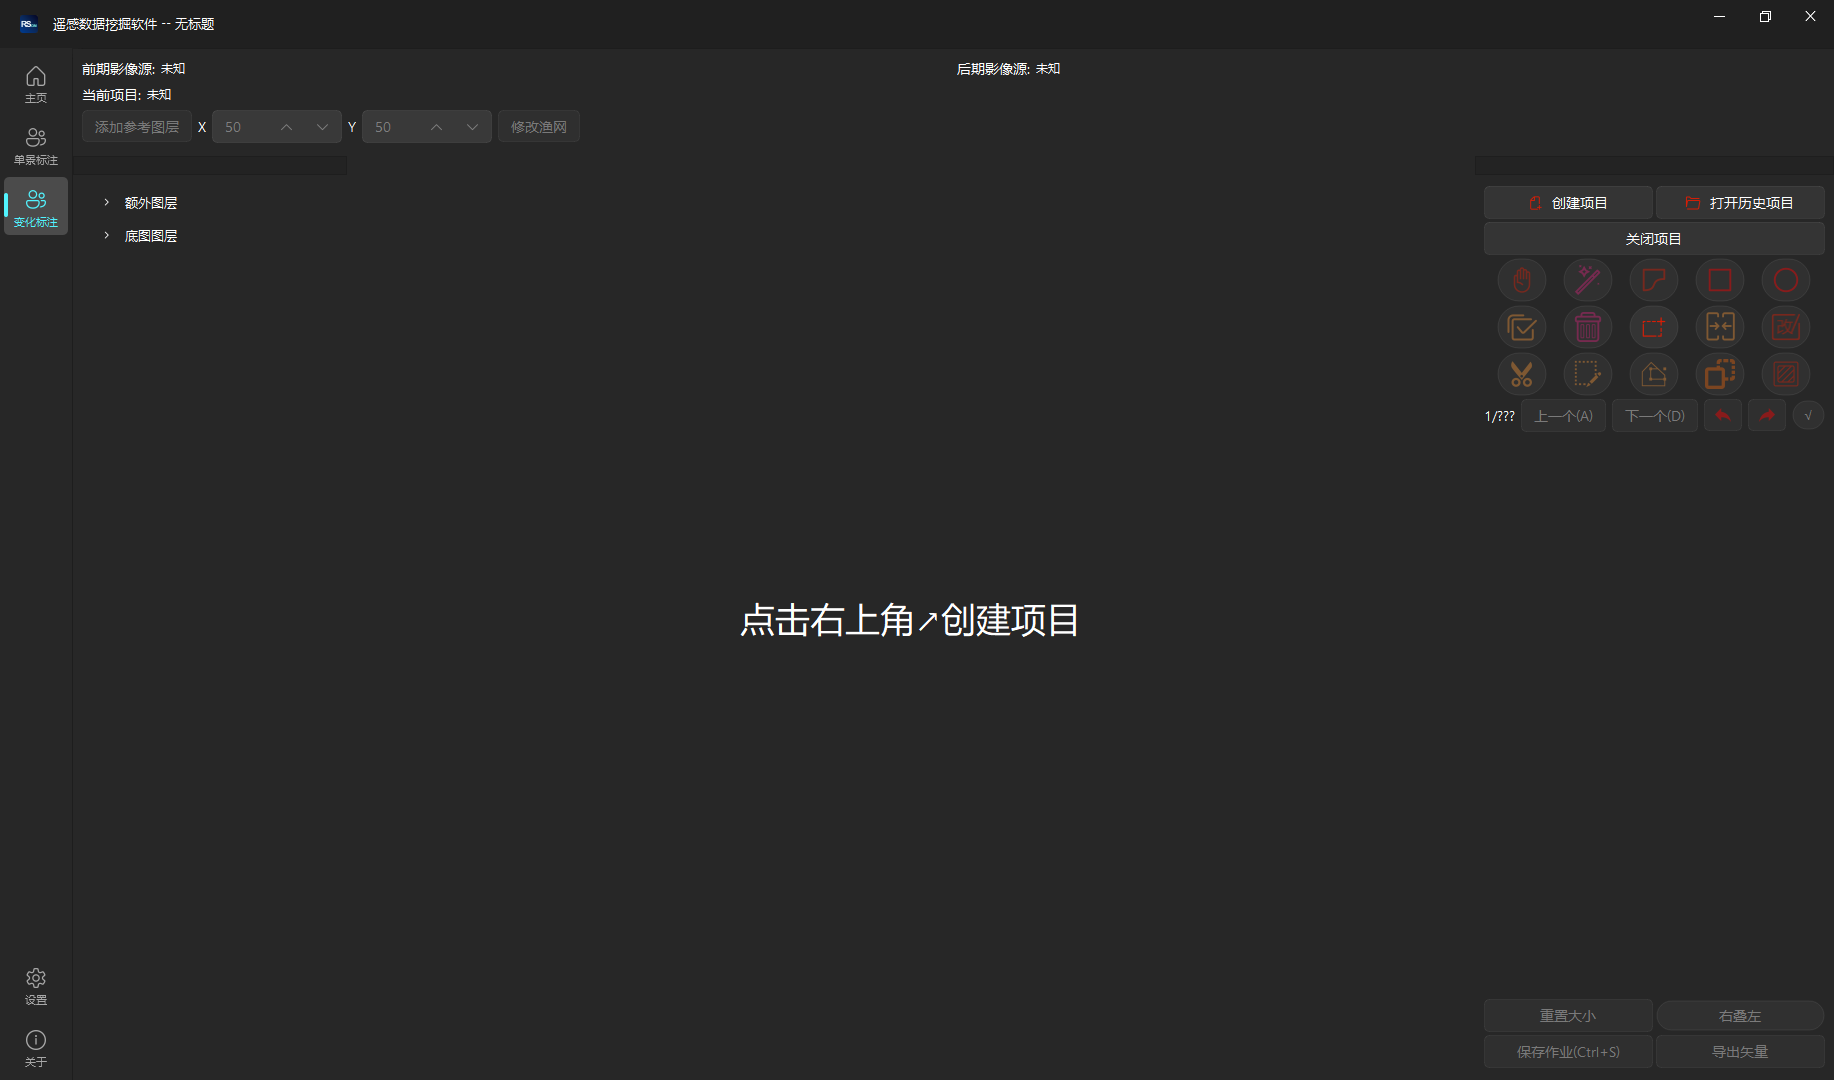 遥感数据挖掘软件 -- 无标题
主页
单景标注
变化标注
设置
关于
前期影像源: 未知
后期影像源: 未知
当前项目: 未知
添加参考图层 X 50 Y 50 修改渔网
额外图层
底图图层
点击右上角↗创建项目
创建项目 打开历史项目
关闭项目
1/??? 上一个(A) 下一个(D) √
重置大小 右叠左
保存作业(Ctrl+S) 导出矢量